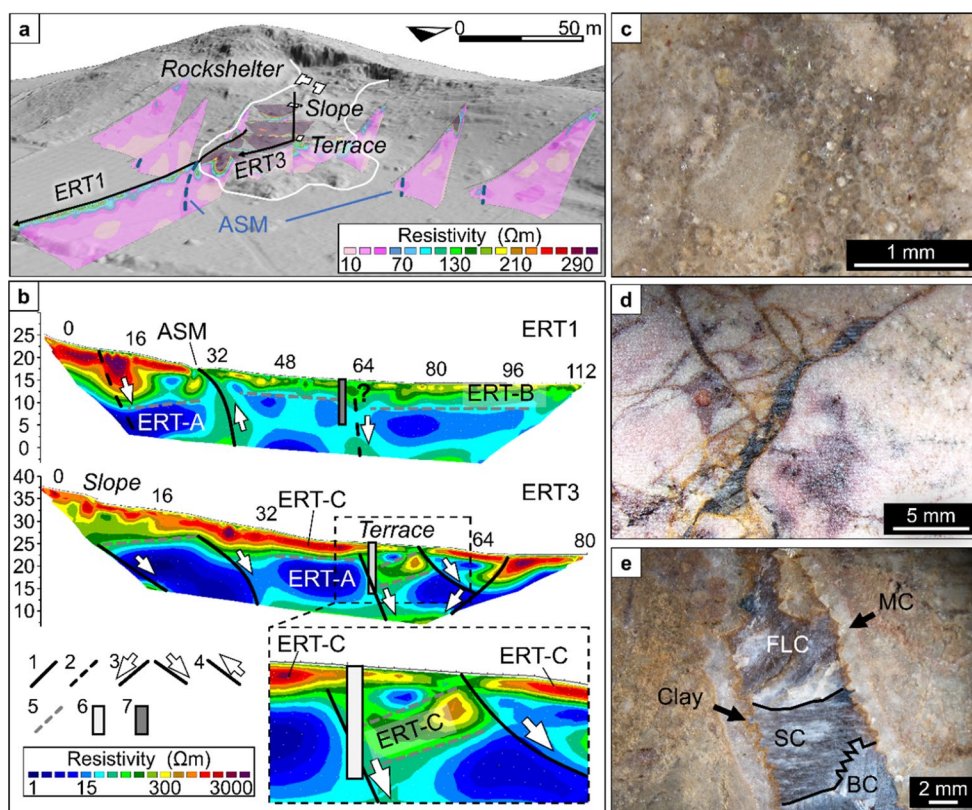 a
0 50 m
Rockshelter
Slope
Terrace
ERT3
ERT1
ASM
Resistivity (Ωm)
10 70 130 210 290
b
ERT1
25
20
15
10
5
0
0 16 ASM 32 48 64 80 96 112
?
ERT-A
ERT-B
ERT3
40
35
30
25
20
15
10
0 Slope 16 32 ERT-C Terrace 64 80
ERT-A
ERT-C
ERT-C
ERT-C
1 2 3 4
5 6 7
Resistivity (Ωm)
1 15 300 3000
c
1 mm
d
5 mm
e
MC
FLC
Clay
SC
BC
2 mm